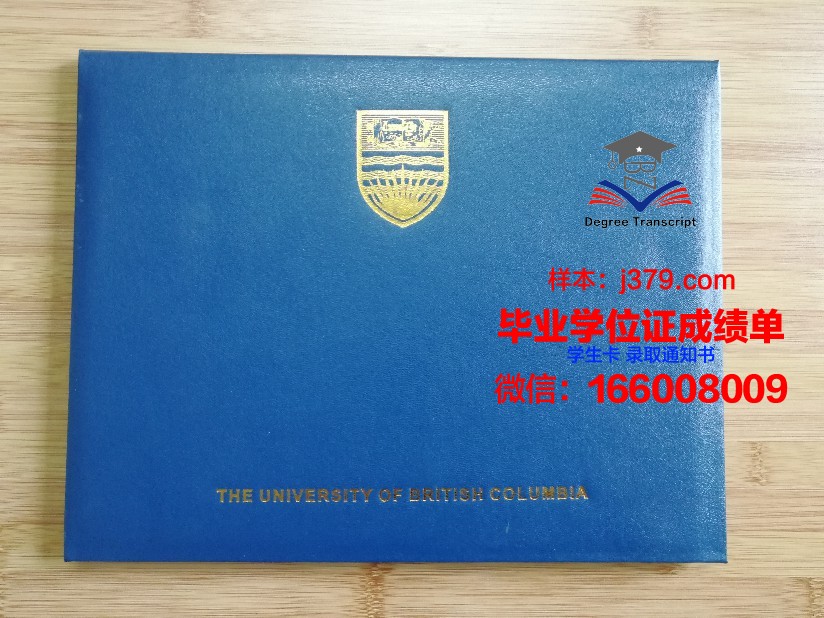 Degree Transcript
样本：j379.com
毕业学位证成绩单
学生卡 录取通知书
微信：166008009
THE UNIVERSITY OF BRITISH COLUMBIA